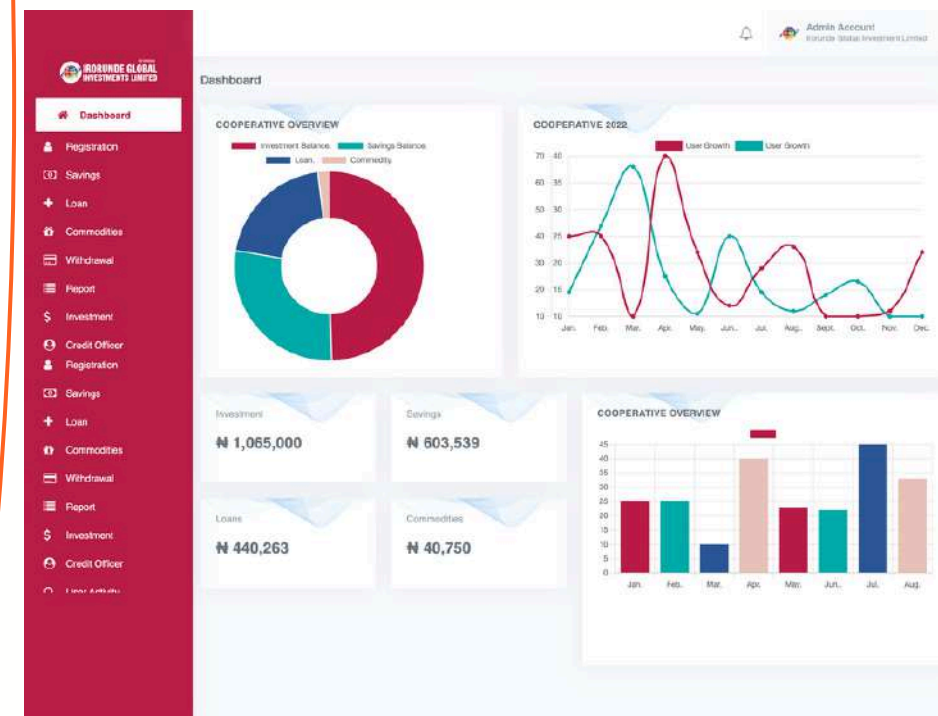 IRORUNDE GLOBAL
INVESTMENTS LIMITED
Dashboard
Registration
Savings
Loan
Commodities
Withdrawal
Report
$ Investment
Credit Officer
Registration
Savings
Loan
Commodities
Withdrawal
Report
$ Investment
Credit Officer
User Activity
Admin Account
Irorunde Global Investment Limited
Dashboard
COOPERATIVE OVERVIEW
Investment Balance. Savings Balance.
Loan. Commodity.
COOPERATIVE 2022
User Growth User Growth
70 40
60 35
50 30
40 25
30 20
20 15
10 10
Jan. Feb. Mar. Apr. May. Jun.. Jul. Aug.. Sept. Oct. Nov. Dec.
Investment
₦ 1,065,000
Savings
₦ 603,539
Loans
₦ 440,263
Commodities
₦ 40,750
COOPERATIVE OVERVIEW
45
40
35
30
25
20
15
10
5
0
Jan. Feb. Mar. Apr. May. Jun.. Jul. Aug.